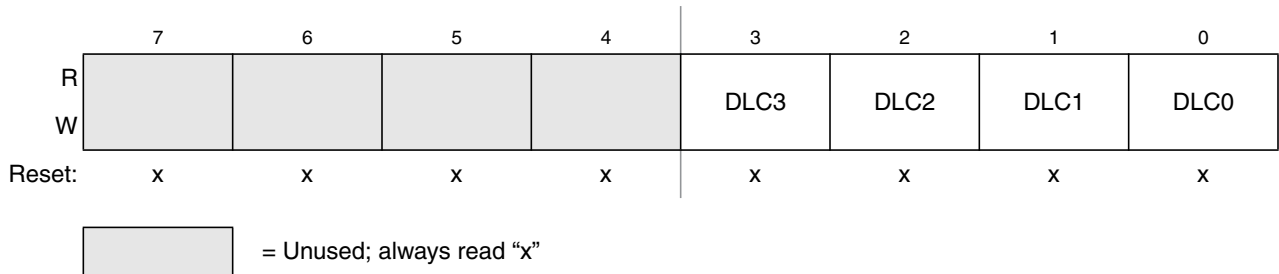 7 6 5 4 3 2 1 0
R
DLC3 DLC2 DLC1 DLC0
W
Reset: x x x x x x x x
= Unused; always read “x”